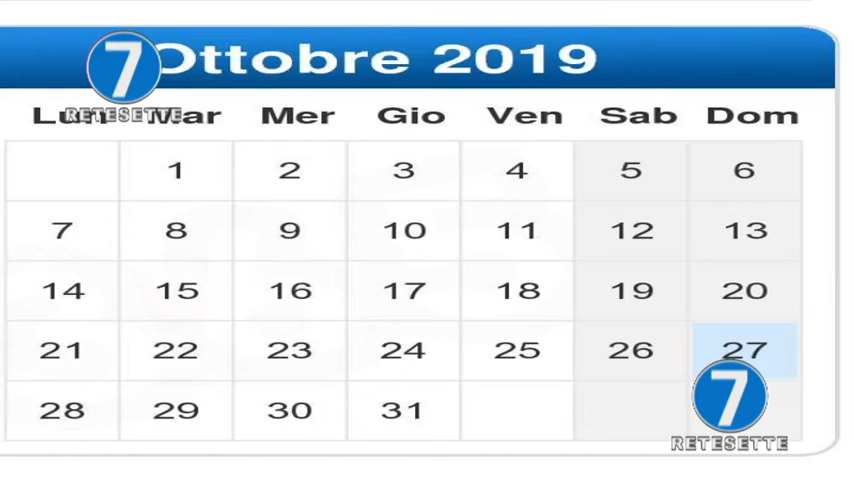 7 Ottobre 2019
RETESETTE
Lun Mar Mer Gio Ven Sab Dom
1 2 3 4 5 6
7 8 9 10 11 12 13
14 15 16 17 18 19 20
21 22 23 24 25 26 27
28 29 30 31
7
RETESETTE